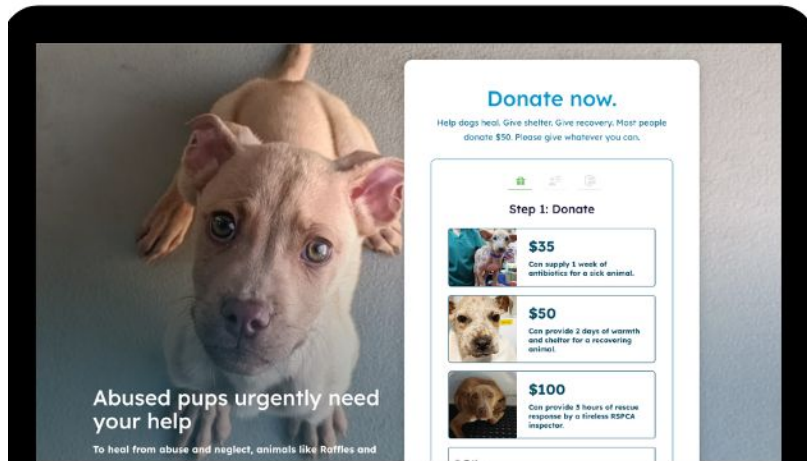 Donate now.
Help dogs heal. Give shelter. Give recovery. Most people
donate $50. Please give whatever you can.
Step 1: Donate
$35
Can supply 1 week of
antibiotics for a sick animal.
$50
Can provide 2 days of warmth
and shelter for a recovering
animal.
$100
Can provide 3 hours of rescue
response by a tireless RSPCA
inspector.
Abused pups urgently need
your help
To heal from abuse and neglect, animals like Raffles and